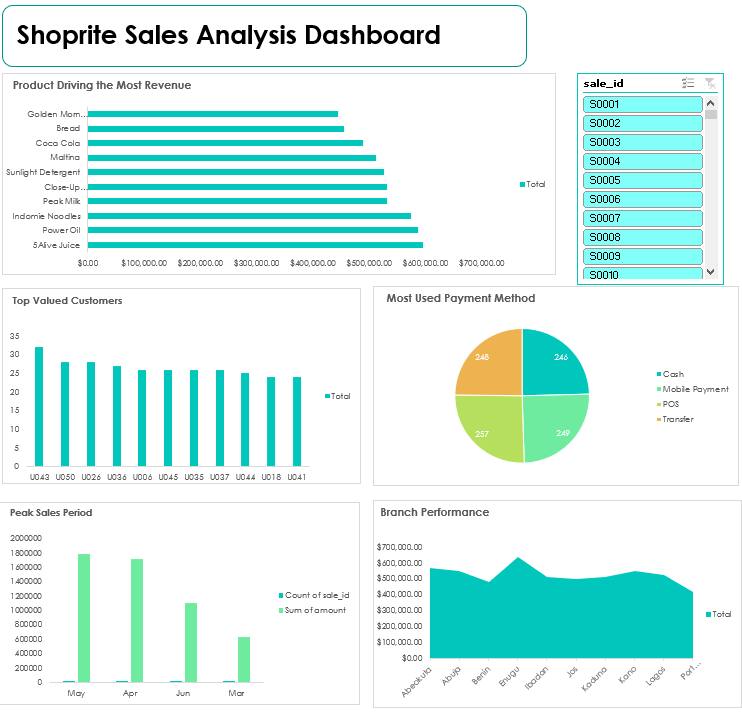 Shoprite Sales Analysis Dashboard
Product Driving the Most Revenue
Golden Mom...
Bread
Coca Cola
Maltina
Sunlight Detergent
Close-Up...
Peak Milk
Indomie Noodles
Power Oil
5Alive Juice
$0.00 $100,000.00 $200,000.00 $300,000.00 $400,000.00 $500,000.00 $600,000.00 $700,000.00
Total
sale_id
S0001
S0002
S0003
S0004
S0005
S0006
S0007
S0008
S0009
S0010
Top Valued Customers
35
30
25
20
15
10
5
0
U043 U050 U026 U036 U006 U045 U035 U037 U044 U018 U041
Total
Most Used Payment Method
248 246
257 249
Cash
Mobile Payment
POS
Transfer
Peak Sales Period
2000000
1800000
1600000
1400000
1200000
1000000
800000
600000
400000
200000
0
May Apr Jun Mar
Count of sale_id
Sum of amount
Branch Performance
$700,000.00
$600,000.00
$500,000.00
$400,000.00
$300,000.00
$200,000.00
$100,000.00
$0.00
Abeokuta Abuja Benin Enugu Ibadan Jos Kaduna Kano Lagos Port...
Total